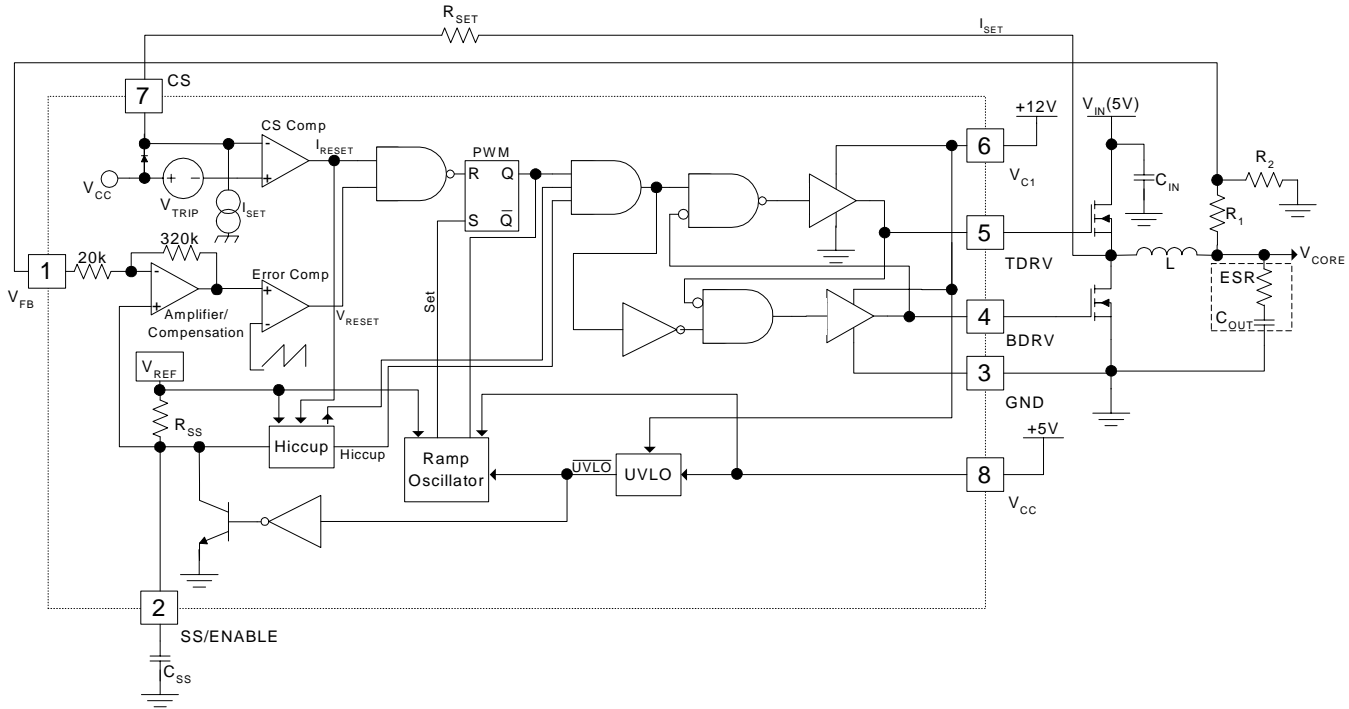 R_SET
I_SET
7
CS
CS Comp
I_RESET
V_CC
V_TRIP
I_SET
PWM
R Q
S Q̅
+12V
6
V_C1
V_IN(5V)
C_IN
R_2
R_1
5
TDRV
L
V_CORE
ESR
C_OUT
1
V_FB
20k
320k
Amplifier/
Compensation
Error Comp
V_RESET
Set
4
BDRV
3
GND
V_REF
R_SS
Hiccup
Hiccup
Ramp
Oscillator
U̅V̅L̅O̅
UVLO
+5V
8
V_CC
2
SS/ENABLE
C_SS
+
-
-
+
-
+
+
-